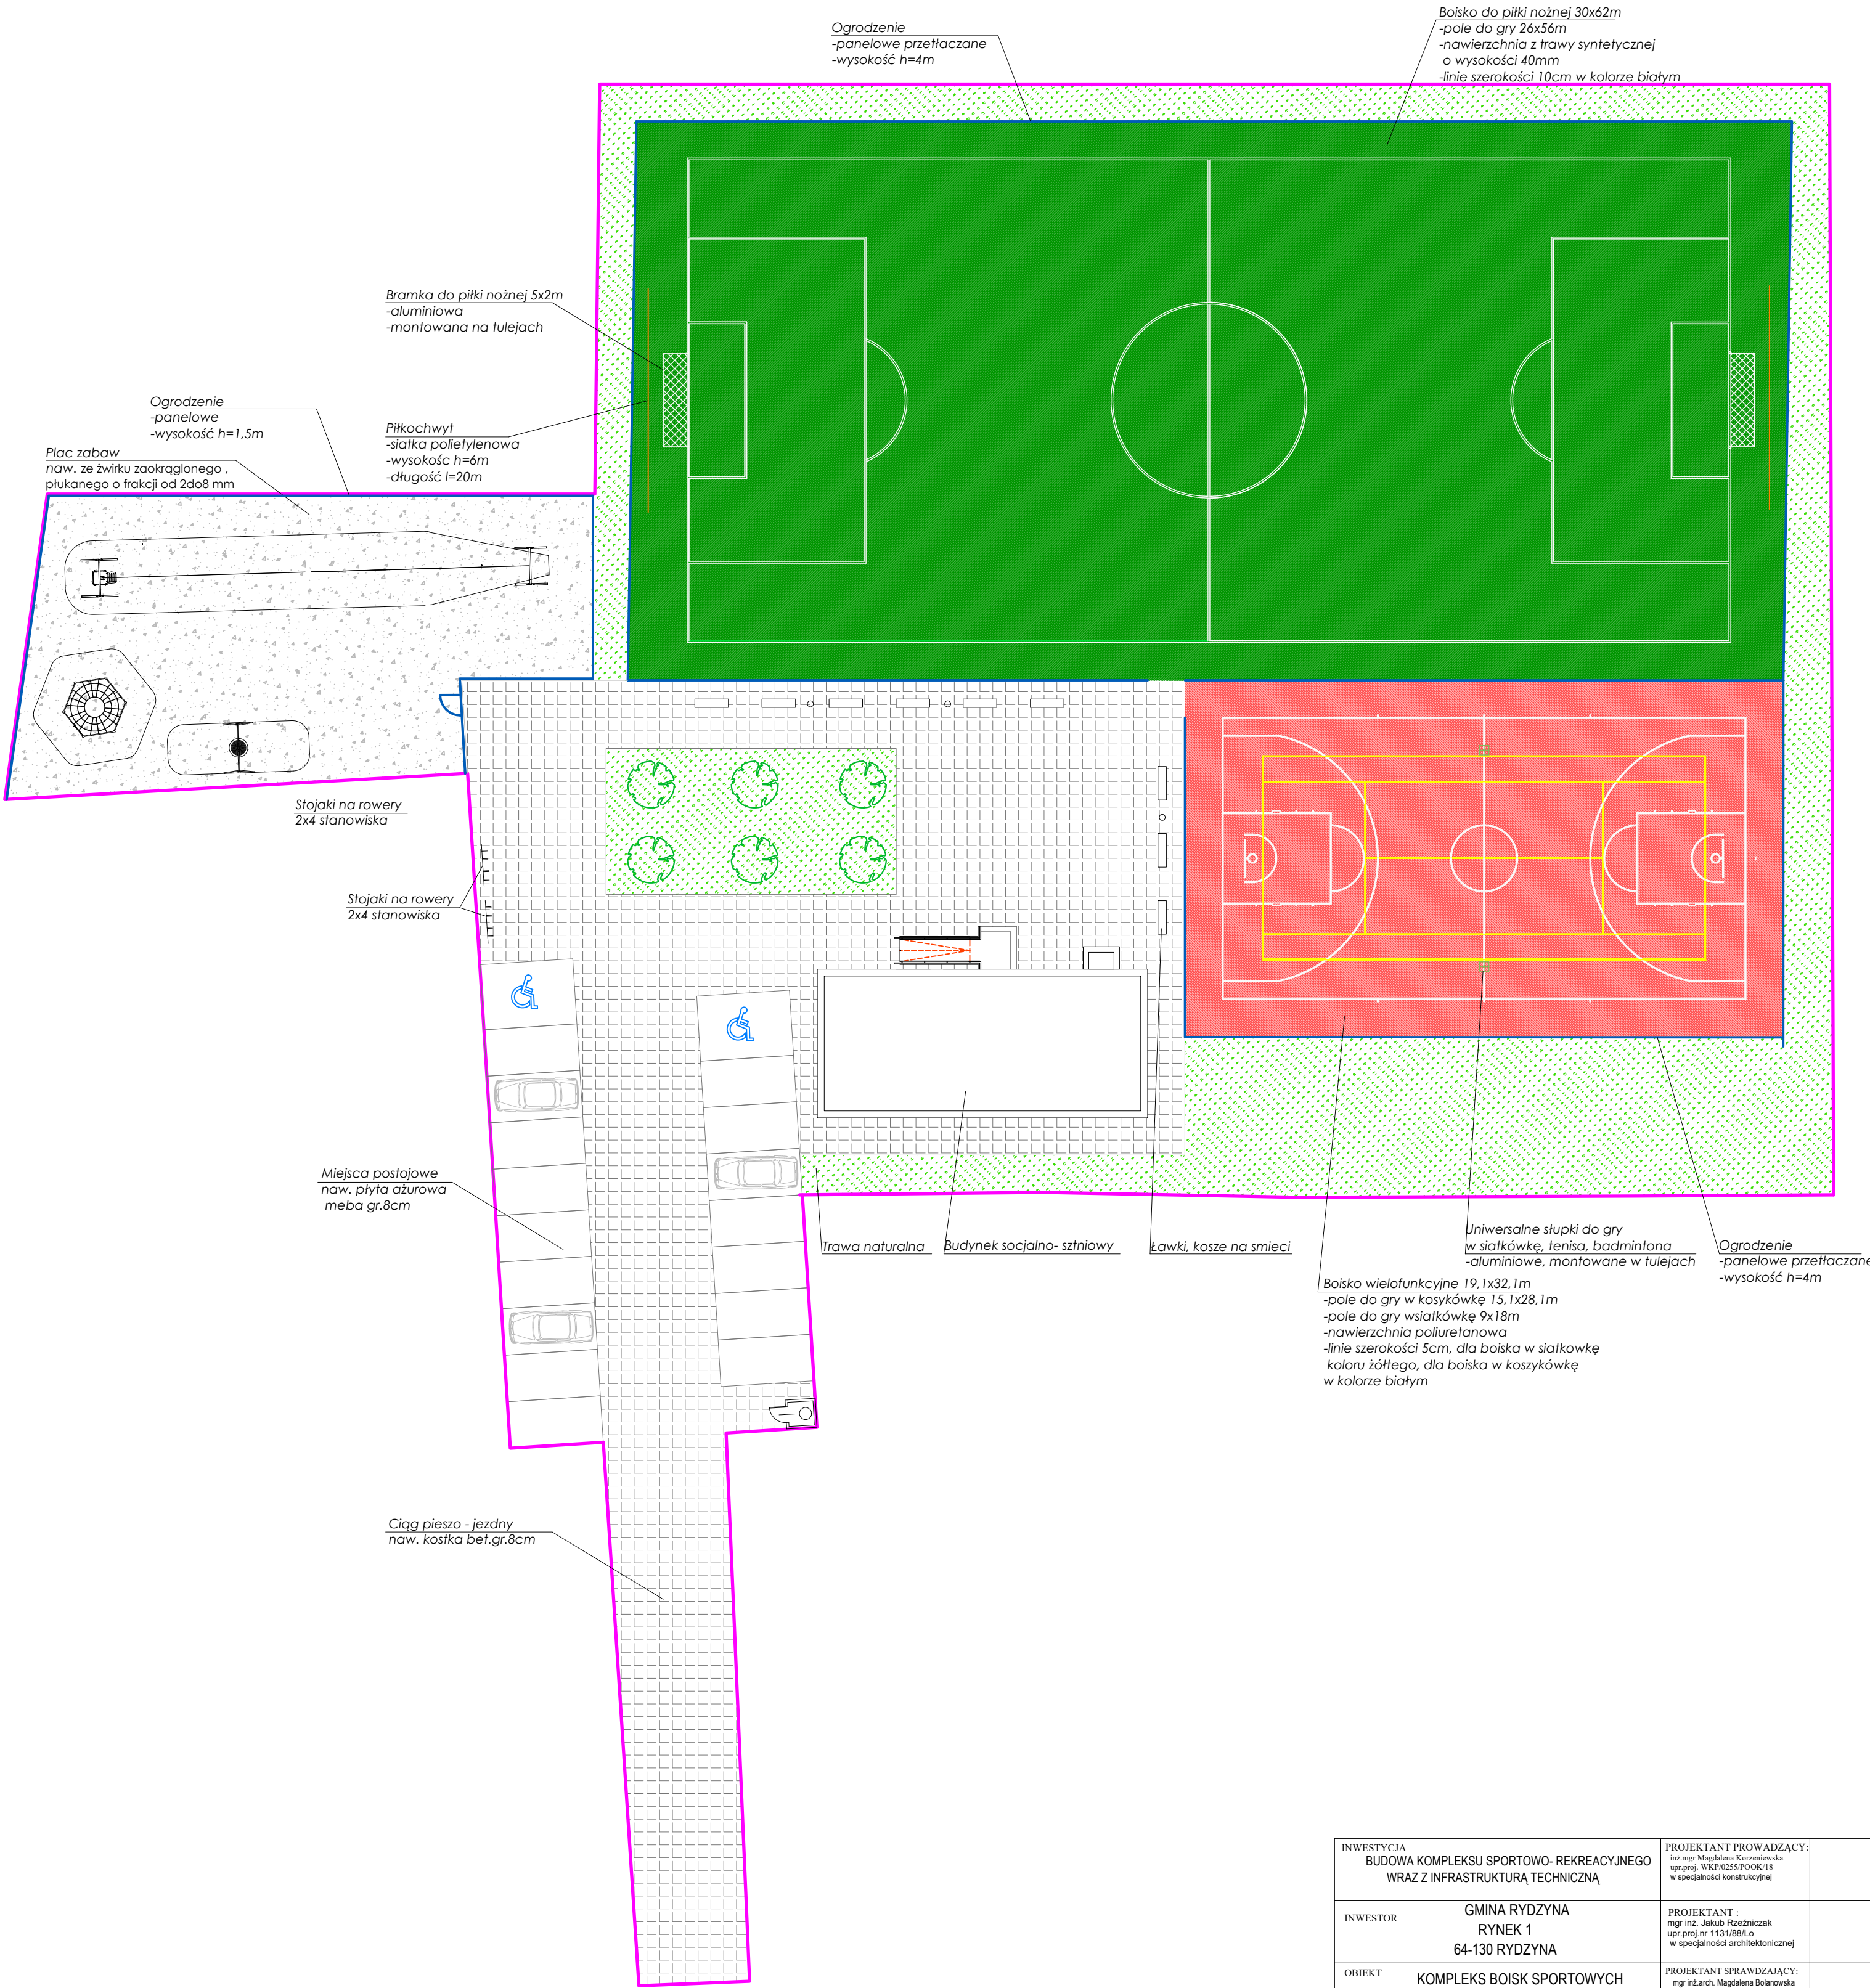 Ogrodzenie
-panelowe przetłaczane
-wysokość h=4m
Boisko do piłki nożnej 30x62m
-pole do gry 26x56m
-nawierzchnia z trawy syntetycznej
o wysokości 40mm
-linie szerokości 10cm w kolorze białym
Bramka do piłki nożnej 5x2m
-aluminiowa
-montowana na tulejach
Ogrodzenie
-panelowe
-wysokość h=1,5m
Piłkochwyt
-siatka polietylenowa
-wysokośc h=6m
-długość l=20m
Plac zabaw
naw. ze żwirku zaokrąglonego ,
płukanego o frakcji od 2do8 mm
Stojaki na rowery
2x4 stanowiska
Stojaki na rowery
2x4 stanowiska
Miejsca postojowe
naw. płyta ażurowa
meba gr.8cm
Trawa naturalna
Budynek socjalno- sztniowy
Ławki, kosze na smieci
Uniwersalne słupki do gry
w siatkówkę, tenisa, badmintona
-aluminiowe, montowane w tulejach
Ogrodzenie
-panelowe przetłaczane
-wysokość h=4m
Boisko wielofunkcyjne 19,1x32,1m
-pole do gry w kosykówkę 15,1x28,1m
-pole do gry wsiatkówkę 9x18m
-nawierzchnia poliuretanowa
-linie szerokości 5cm, dla boiska w siatkowkę
koloru żółtego, dla boiska w koszykówkę
w kolorze białym
Ciąg pieszo - jezdny
naw. kostka bet.gr.8cm
INWESTYCJA
BUDOWA KOMPLEKSU SPORTOWO- REKREACYJNEGO
WRAZ Z INFRASTRUKTURĄ TECHNICZNĄ
PROJEKTANT PROWADZĄCY:
inż.mgr Magdalena Korzeniewska
upr.proj. WKP/0255/POOK/18
w specjalności konstrukcyjnej
INWESTOR
GMINA RYDZYNA
RYNEK 1
64-130 RYDZYNA
PROJEKTANT :
mgr inż. Jakub Rzeźniczak
upr.proj.nr 1131/88/Lo
w specjalności architektonicznej
OBIEKT
KOMPLEKS BOISK SPORTOWYCH
PROJEKTANT SPRAWDZAJĄCY:
mgr inż.arch. Magdalena Bolanowska